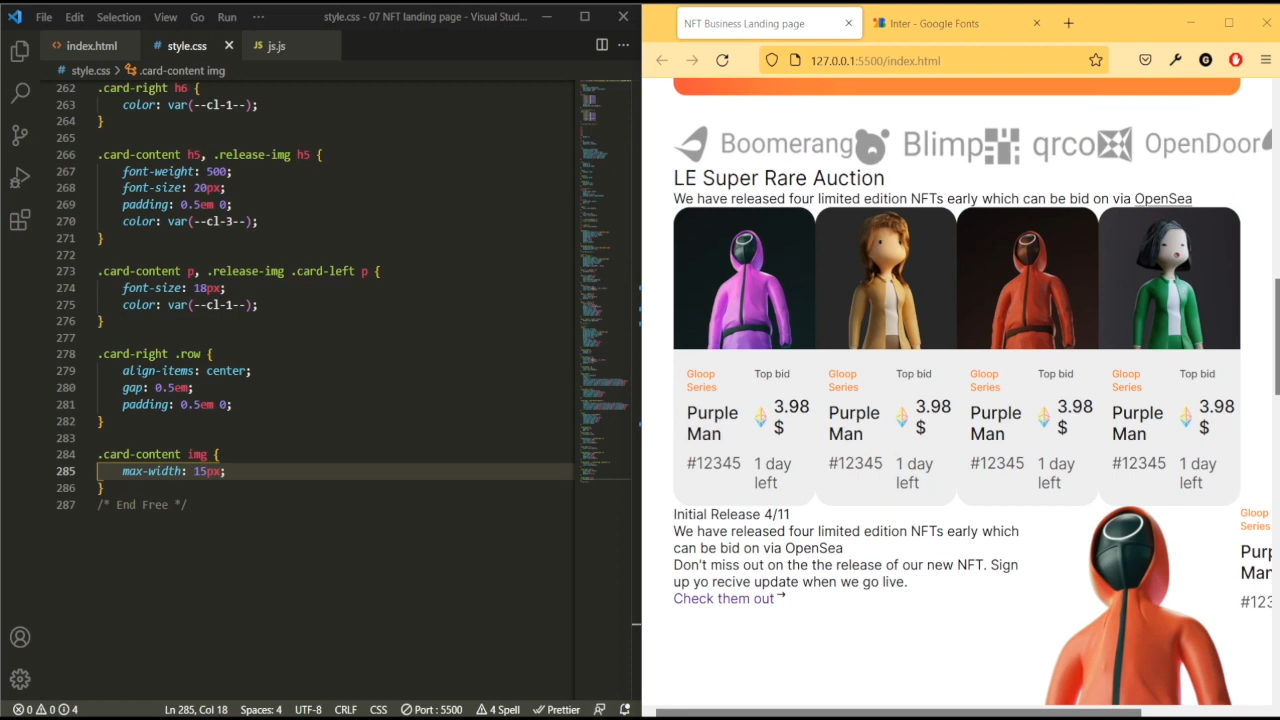 File Edit Selection View Go Run ··· style.css - 07 NFT landing page - Visual Stud...
index.html style.css js.js
# style.css > .card-content img
262 .card-right h6 {
263 color: var(--cl-1--);
264 }
265
266 .card-content h5, .release-img h5 {
267 font-weight: 500;
268 font-size: 20px;
269 padding: 0.5em 0;
270 color: var(--cl-1--);
271 }
272
273 .card-content p, .release-img .card-left p {
274 font-size: 18px;
275 color: var(--cl-1--);
276 }
277
278 .card-right .row {
279 align-items: center;
280 gap: 0.5em;
281 padding: 0.5em 0;
282 }
283
284 .card-content img {
285 max-width: 15px;
286 }
287 /* End Free */
0 0 4 Ln 285, Col 18 Spaces: 4 UTF-8 CRLF CSS Port : 5500 4 Spell Prettier
NFT Business Landing page Inter - Google Fonts
127.0.0.1:5500/index.html
Boomerang Blimp qrco OpenDoor
LE Super Rare Auction
We have released four limited edition NFTs early which can be bid on via OpenSea
Gloop Top bid Gloop Top bid Gloop Top bid Gloop Top bid
Series Series Series Series
Purple 3.98 Purple 3.98 Purple 3.98 Purple 3.98
Man $ Man $ Man $ Man $
#12345 1 day #12345 1 day #12345 1 day #12345 1 day
left left left left
Initial Release 4/11
We have released four limited edition NFTs early which
can be bid on via OpenSea
Don't miss out on the the release of our new NFT. Sign
up yo recive update when we go live.
Check them out →
Gloop
Series
Purp
Man
#123